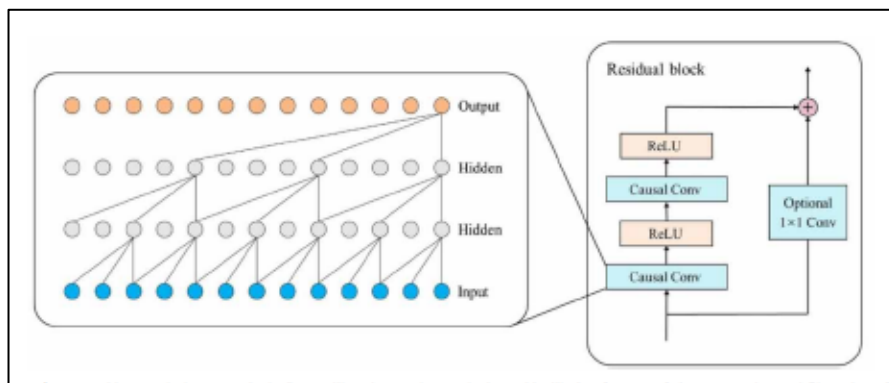 Output
Hidden
Hidden
Input
Residual block
ReLU
Causal Conv
ReLU
Causal Conv
Optional
1×1 Conv